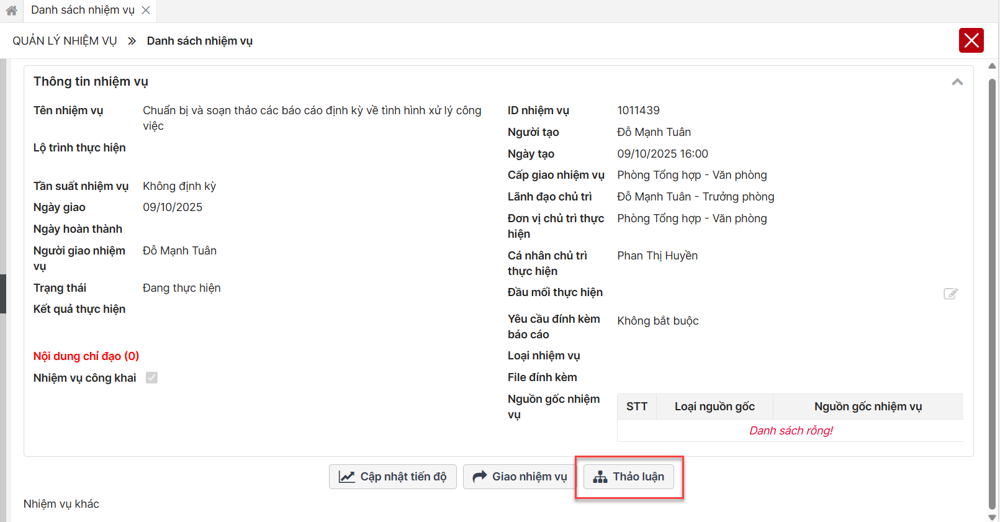 Danh sách nhiệm vụ
QUẢN LÝ NHIỆM VỤ » Danh sách nhiệm vụ
Thông tin nhiệm vụ
Tên nhiệm vụ Chuẩn bị và soạn thảo các báo cáo định kỳ về tình hình xử lý công
việc
Lộ trình thực hiện
Tần suất nhiệm vụ Không định kỳ
Ngày giao 09/10/2025
Ngày hoàn thành
Người giao nhiệm Đỗ Mạnh Tuân
vụ
Trạng thái Đang thực hiện
Kết quả thực hiện
Nội dung chỉ đạo (0)
Nhiệm vụ công khai
ID nhiệm vụ 1011439
Người tạo Đỗ Mạnh Tuân
Ngày tạo 09/10/2025 16:00
Cấp giao nhiệm vụ Phòng Tổng hợp - Văn phòng
Lãnh đạo chủ trì Đỗ Mạnh Tuân - Trưởng phòng
Đơn vị chủ trì thực Phòng Tổng hợp - Văn phòng
hiện
Cá nhân chủ trì Phan Thị Huyền
thực hiện
Đầu mối thực hiện
Yêu cầu đính kèm Không bắt buộc
báo cáo
Loại nhiệm vụ
File đính kèm
Nguồn gốc nhiệm
vụ
STT Loại nguồn gốc Nguồn gốc nhiệm vụ
Danh sách rỗng!
Cập nhật tiến độ Giao nhiệm vụ Thảo luận
Nhiệm vụ khác